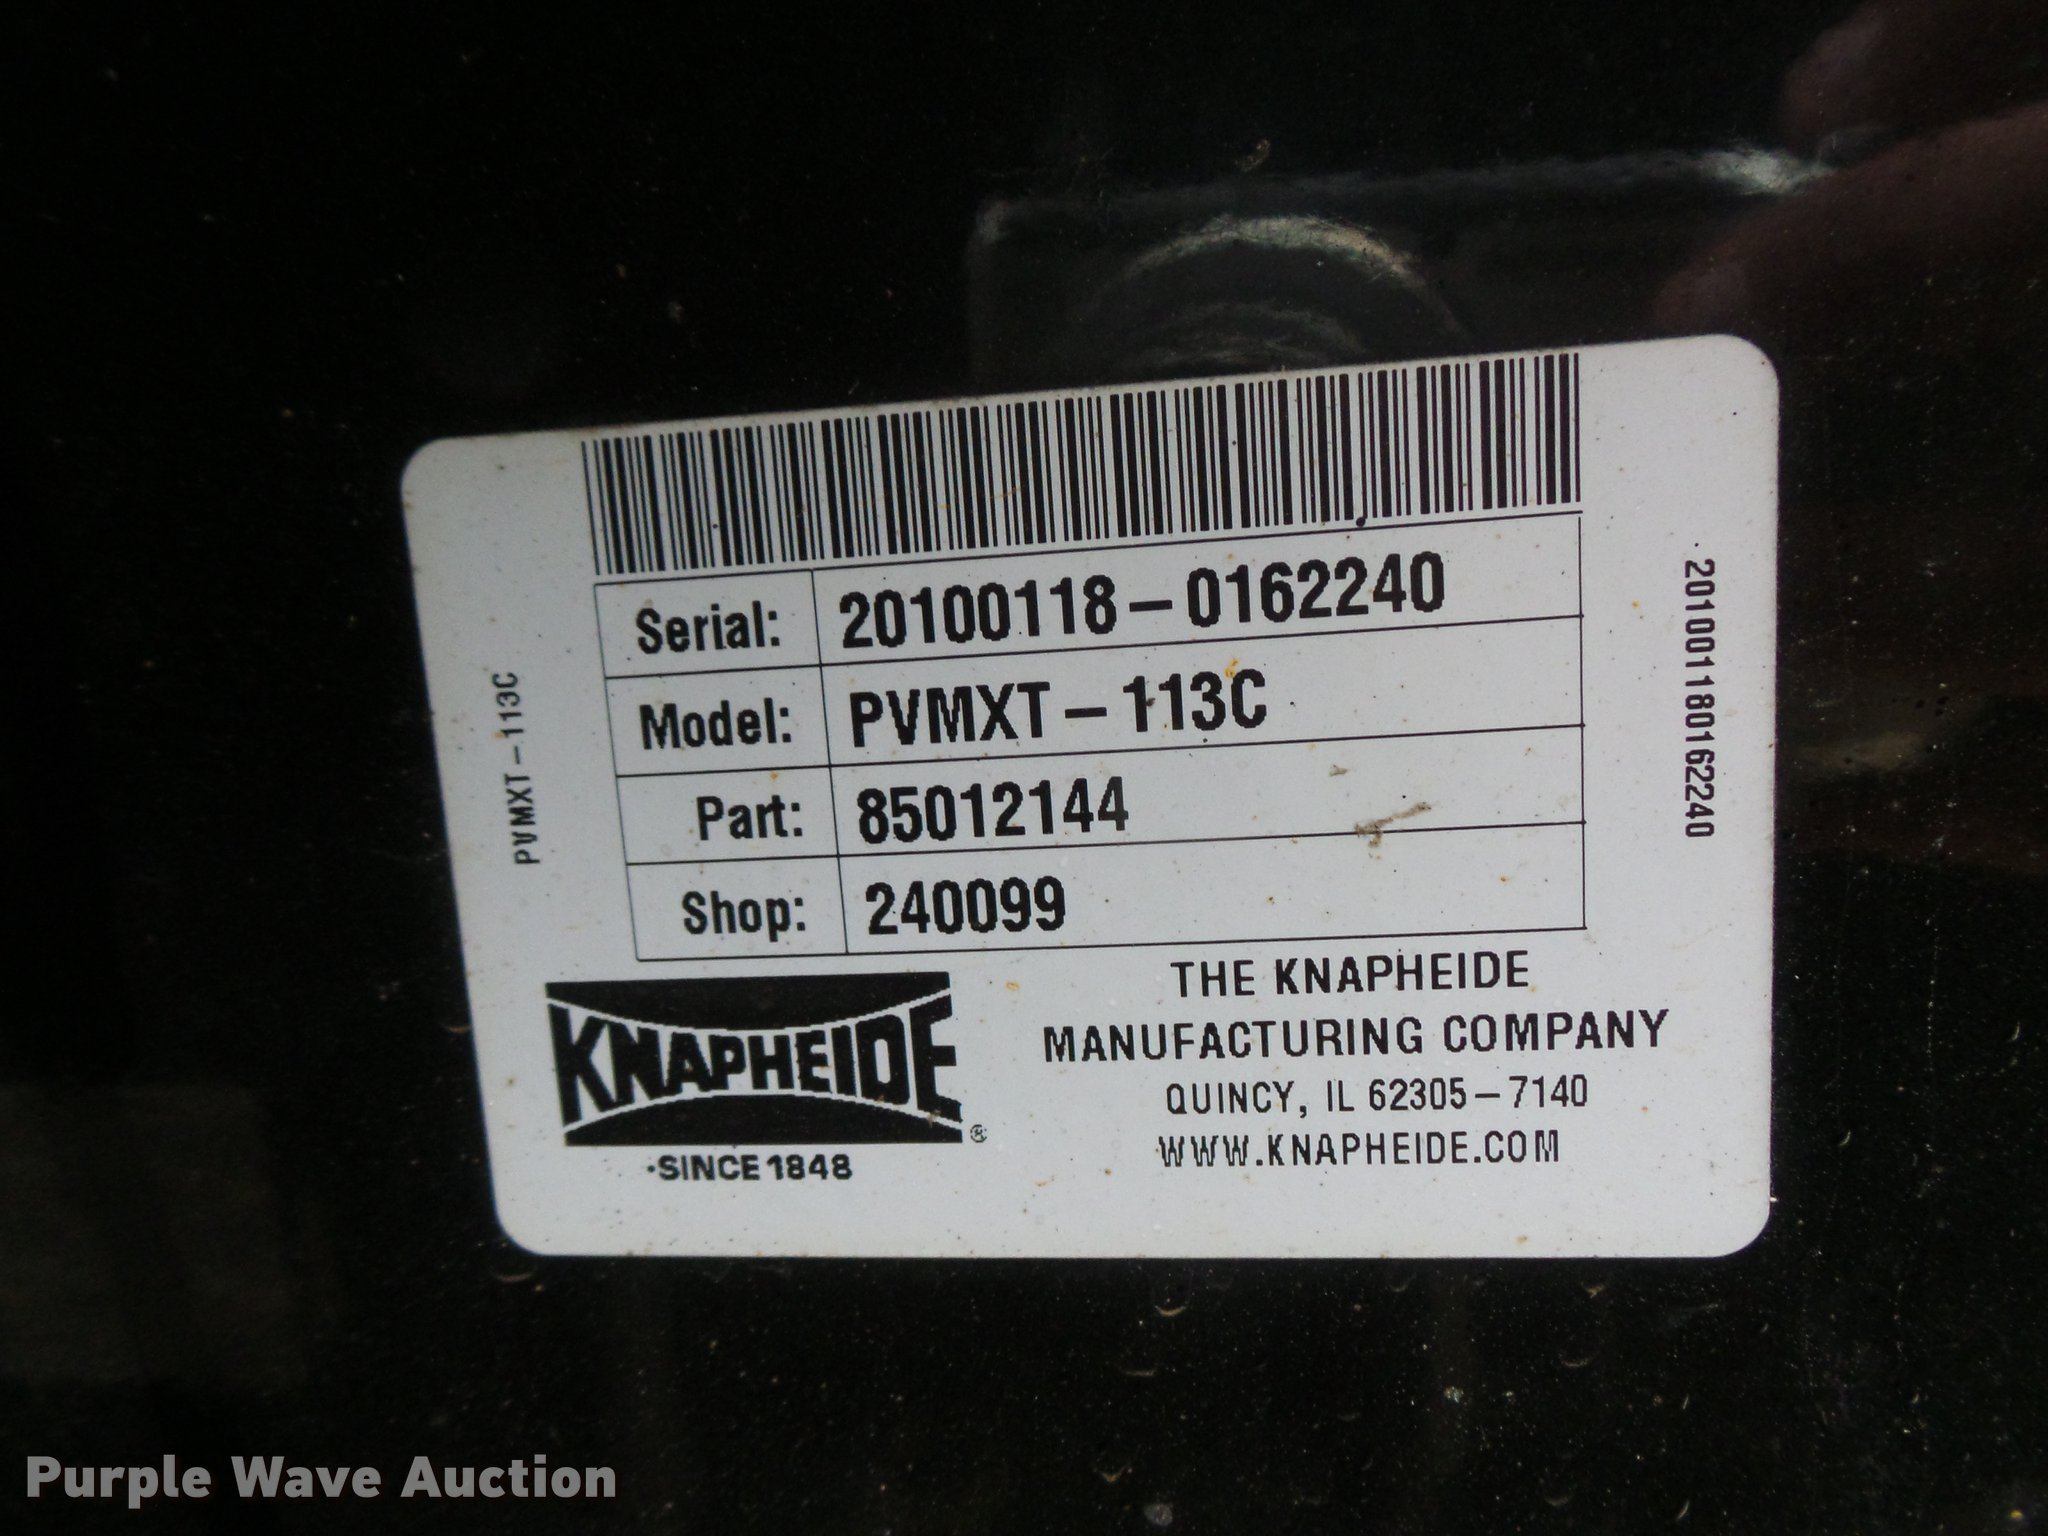 Serial: 20100118-0162240
Model: PVMXT-113C
Part: 85012144
Shop: 240099
PVMXT-113C
201001180162240
KNAPHEIDE®
·SINCE 1848
THE KNAPHEIDE
MANUFACTURING COMPANY
QUINCY, IL 62305-7140
WWW.KNAPHEIDE.COM
Purple Wave Auction